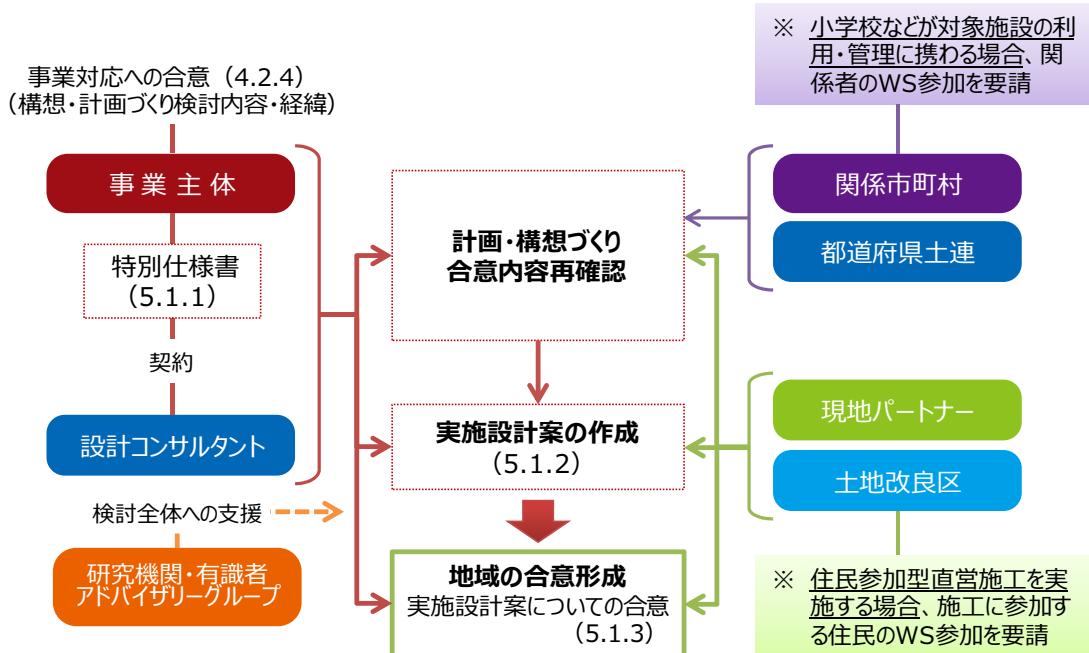 事業対応への合意（4.2.4）
（構想・計画づくり検討内容・経緯）
事 業 主 体
特別仕様書
（5.1.1）
契約
設計コンサルタント
検討全体への支援
研究機関・有識者
アドバイザリーグループ
計画・構想づくり
合意内容再確認
実施設計案の作成
（5.1.2）
地域の合意形成
実施設計案についての合意
（5.1.3）
※ 小学校などが対象施設の利
用・管理に携わる場合、関
係者のWS参加を要請
関係市町村
都道府県土連
現地パートナー
土地改良区
※ 住民参加型直営施工を実
施する場合、施工に参加す
る住民のWS参加を要請